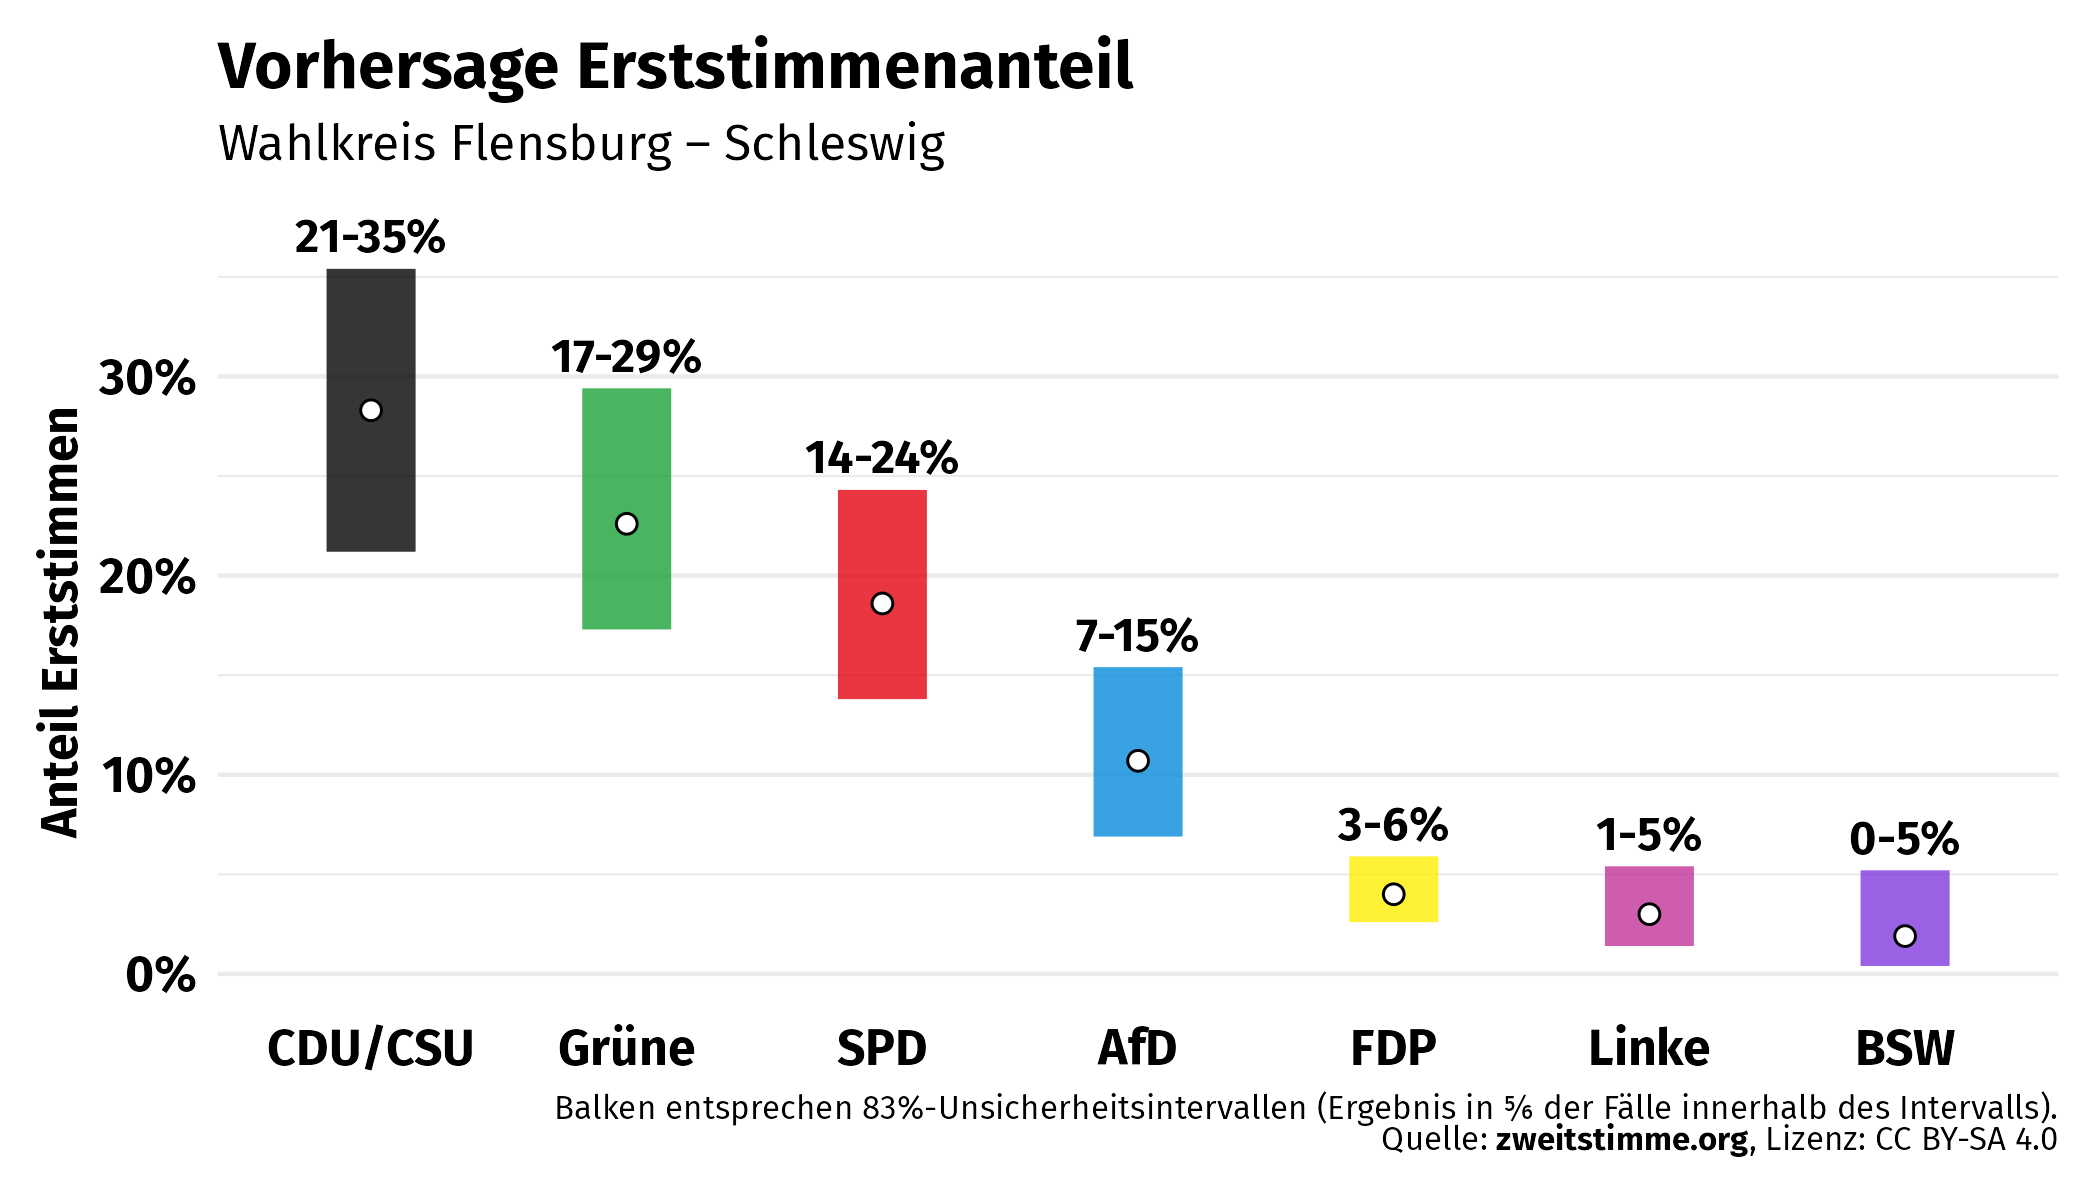 Vorhersage Erststimmenanteil
Wahlkreis Flensburg – Schleswig
21-35%
17-29%
14-24%
7-15%
3-6%
1-5%
0-5%
30%
20%
10%
0%
Anteil Erststimmen
CDU/CSU Grüne SPD AfD FDP Linke BSW
Balken entsprechen 83%-Unsicherheitsintervallen (Ergebnis in ⅚ der Fälle innerhalb des Intervalls).
Quelle: zweitstimme.org, Lizenz: CC BY-SA 4.0